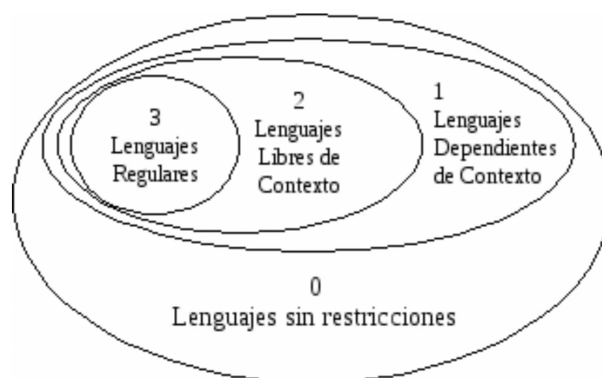 3
Lenguajes
Regulares
2
Lenguajes
Libres de
Contexto
1
Lenguajes
Dependientes
de Contexto
0
Lenguajes sin restricciones